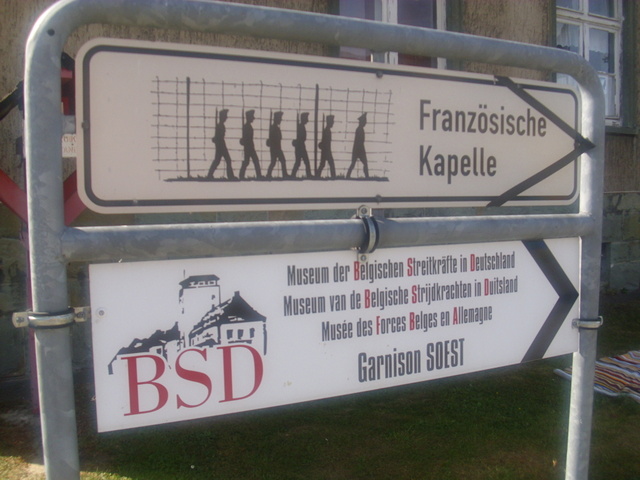 Französische
Kapelle
Museum der Belgischen Streitkräfte in Deutschland
Museum van de Belgische Strijdkrachten in Duitsland
Musée des Forces Belges en Allemagne
Garnison SOEST
BSD